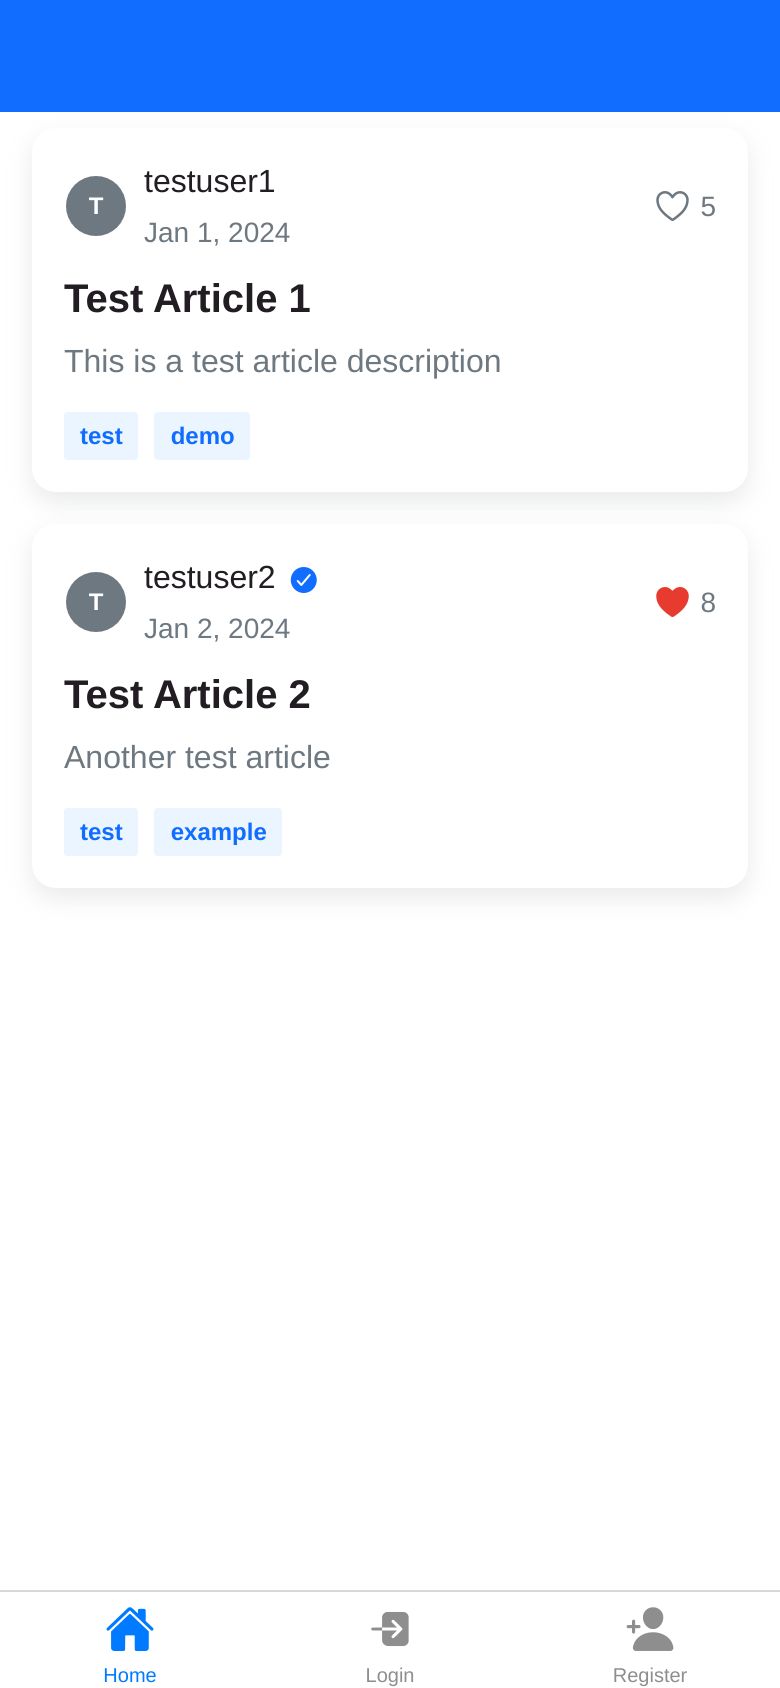 T
testuser1
Jan 1, 2024
5
Test Article 1
This is a test article description
test demo
T
testuser2
Jan 2, 2024
8
Test Article 2
Another test article
test example
Home Login Register